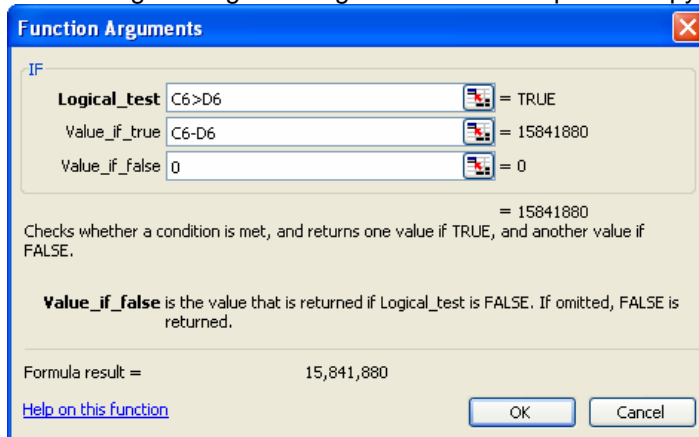 Function Arguments
IF
Logical_test C6>D6 = TRUE
Value_if_true C6-D6 = 15841880
Value_if_false 0 = 0
= 15841880
Checks whether a condition is met, and returns one value if TRUE, and another value if
FALSE.
Value_if_false is the value that is returned if Logical_test is FALSE. If omitted, FALSE is
returned.
Formula result = 15,841,880
Help on this function OK Cancel